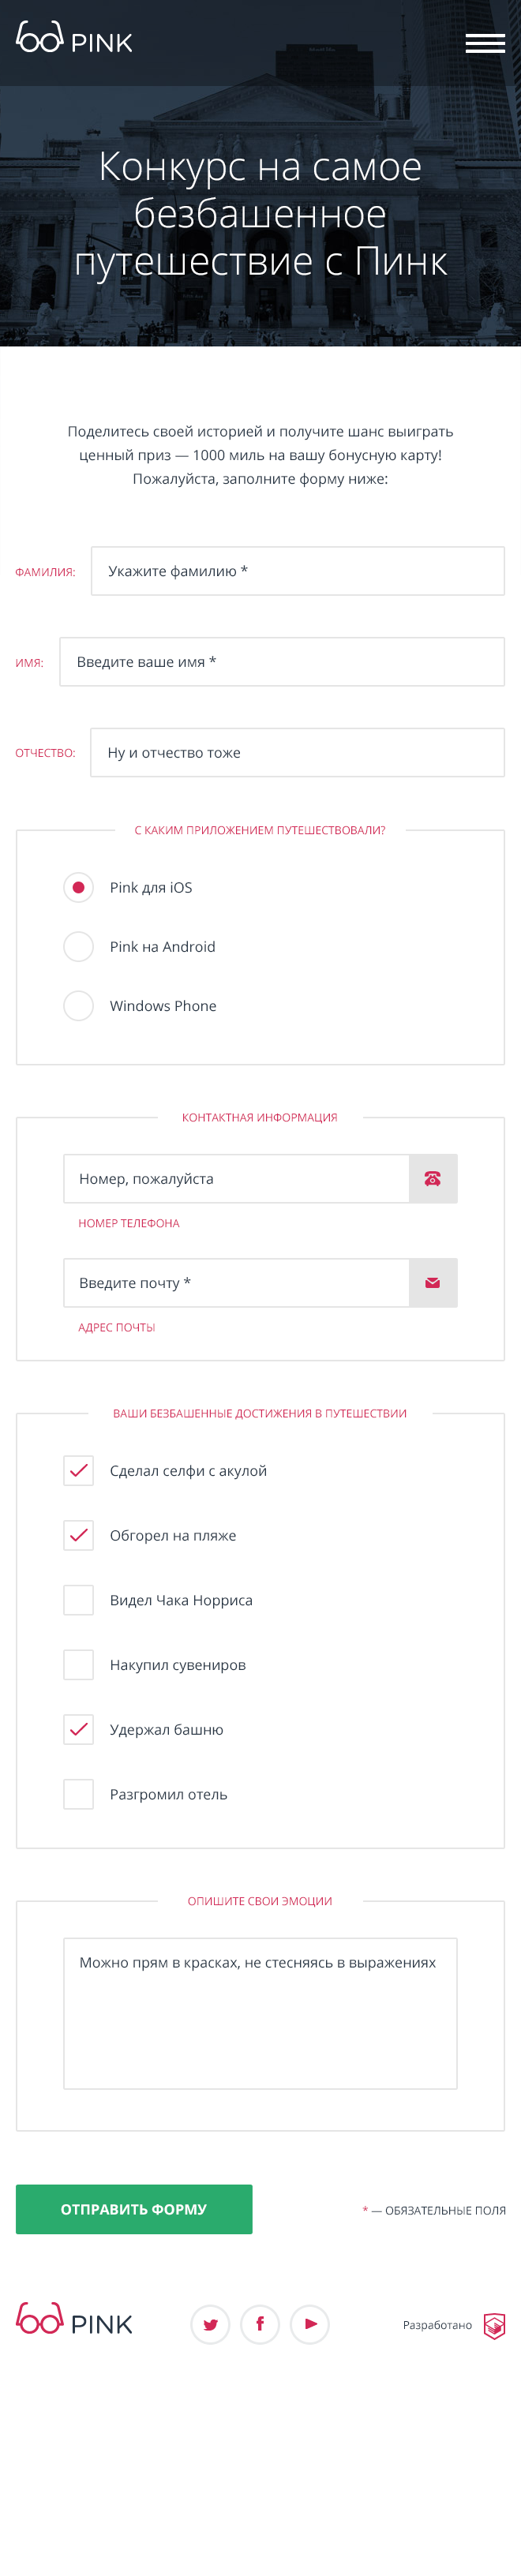 PINK
Конкурс на самое
безбашенное
путешествие с Пинк
Поделитесь своей историей и получите шанс выиграть
ценный приз — 1000 миль на вашу бонусную карту!
Пожалуйста, заполните форму ниже:
ФАМИЛИЯ:
Укажите фамилию *
ИМЯ:
Введите ваше имя *
ОТЧЕСТВО:
Ну и отчество тоже
С КАКИМ ПРИЛОЖЕНИЕМ ПУТЕШЕСТВОВАЛИ?
Pink для iOS
Pink на Android
Windows Phone
КОНТАКТНАЯ ИНФОРМАЦИЯ
Номер, пожалуйста
НОМЕР ТЕЛЕФОНА
Введите почту *
АДРЕС ПОЧТЫ
ВАШИ БЕЗБАШЕННЫЕ ДОСТИЖЕНИЯ В ПУТЕШЕСТВИИ
Сделал селфи с акулой
Обгорел на пляже
Видел Чака Норриса
Накупил сувениров
Удержал башню
Разгромил отель
ОПИШИТЕ СВОИ ЭМОЦИИ
Можно прям в красках, не стесняясь в выражениях
ОТПРАВИТЬ ФОРМУ
* — ОБЯЗАТЕЛЬНЫЕ ПОЛЯ
PINK
Разработано